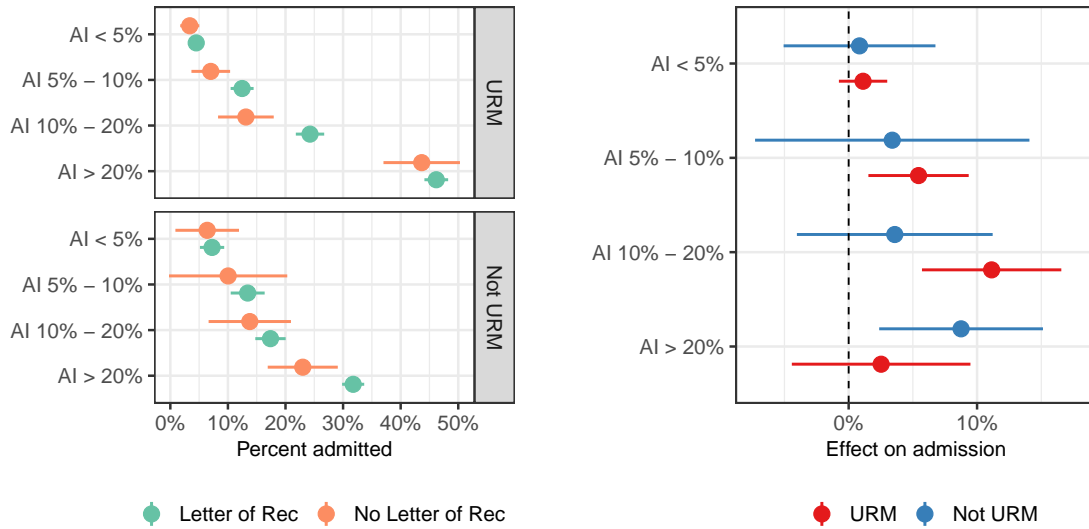 AI < 5%
AI 5% − 10%
AI 10% − 20%
AI > 20%
URM
AI < 5%
AI 5% − 10%
AI 10% − 20%
AI > 20%
Not URM
0% 10% 20% 30% 40% 50%
Percent admitted
Letter of Rec No Letter of Rec
AI < 5%
AI 5% − 10%
AI 10% − 20%
AI > 20%
0% 10%
Effect on admission
URM Not URM